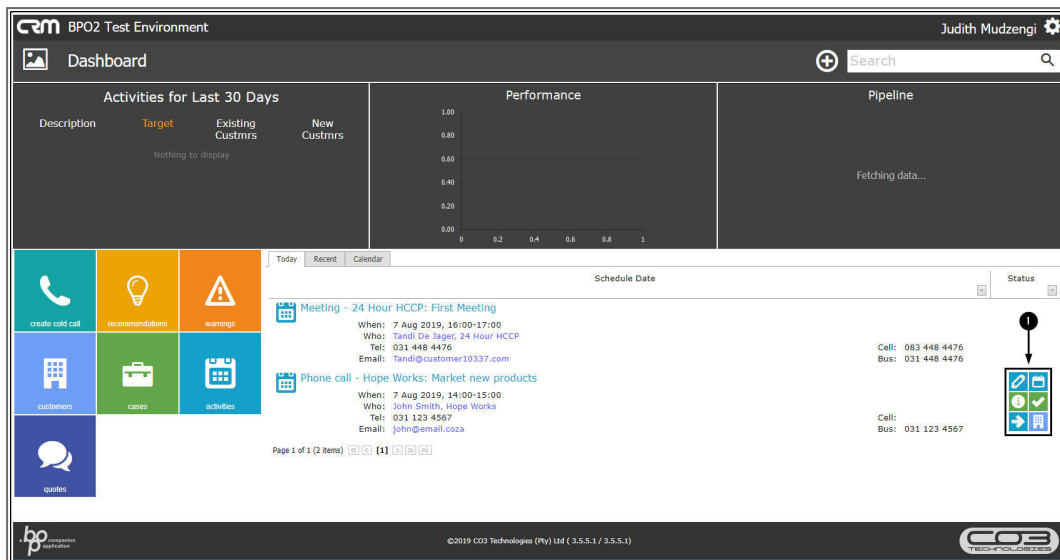 CRM BPO2 Test Environment
Judith Mudzengi
Dashboard
Search
Activities for Last 30 Days
Description Target Existing Custmrs New Custmrs
Nothing to display
Performance
1.00
0.80
0.60
0.40
0.20
0.00
0 0.2 0.4 0.6 0.8 1
Pipeline
Fetching data...
create cold call
recommendations
warnings
customers
cases
activities
quotes
Today Recent Calendar
Schedule Date Status
Meeting - 24 Hour HCCP: First Meeting
When: 7 Aug 2019, 16:00-17:00
Who: Tandi De Jager, 24 Hour HCCP
Tel: 031 448 4476 Cell: 083 448 4476
Email: Tandi@customer10337.com Bus: 031 448 4476
Phone call - Hope Works: Market new products
When: 7 Aug 2019, 14:00-15:00
Who: John Smith, Hope Works
Tel: 031 123 4567 Cell:
Email: john@email.coza Bus: 031 123 4567
1
Page 1 of 1 (2 items) << < [1] > >> All
a bp companion application
©2019 CO3 Technologies (Pty) Ltd ( 3.5.5.1 / 3.5.5.1)
CO3
TECHNOLOGIES